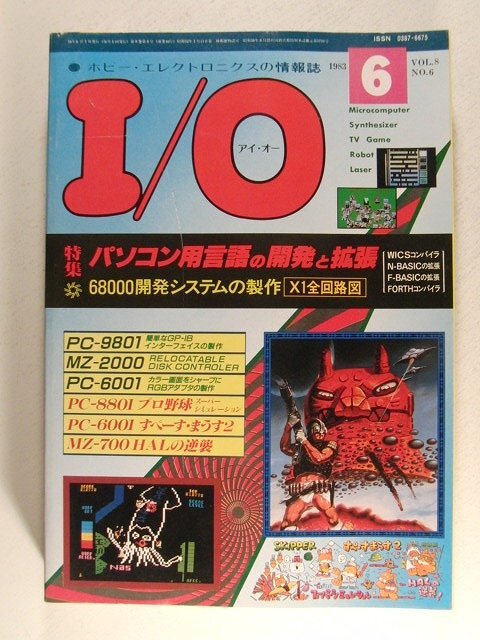 ISSN 0387-6675
● ホビー・エレクトロニクスの情報誌
1983
6
VOL.8
NO.6
I/O
アイ・オー
Microcomputer
Synthesizer
TV Game
Robot
Laser
特集 パソコン用言語の開発と拡張
WICSコンパイラ
N-BASICの拡張
F-BASICの拡張
FORTHコンパイラ
68000開発システムの製作 X1全回路図
PC-9801 簡単なGP-IB
インターフェイスの製作
MZ-2000 RELOCATABLE
DISK CONTROLER
PC-6001 カラー画面をシャープに
RGBアダプタの製作
PC-8801 プロ野球 スーパー
シミュレーション
PC-6001 すぺーす・まうす2
MZ-700 HALの逆襲
SKIPPER